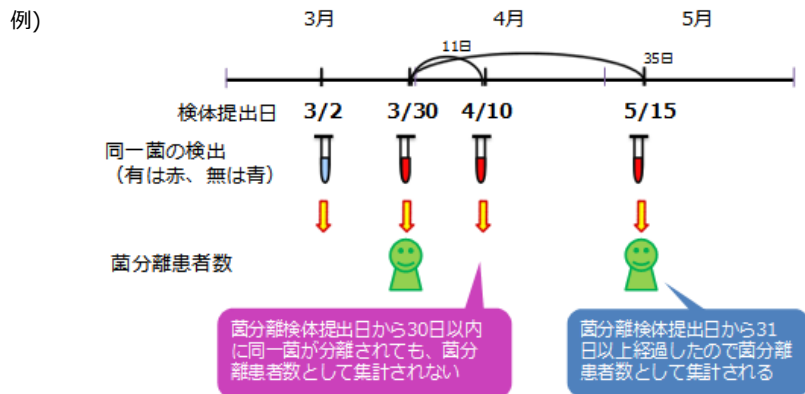 例)
3月 4月 5月
11日
35日
検体提出日 3/2 3/30 4/10 5/15
同一菌の検出
(有は赤、無は青)
菌分離患者数
菌分離検体提出日から30日以内
に同一菌が分離されても、菌分
離患者数として集計されない
菌分離検体提出日から31
日以上経過したので菌分離
患者数として集計される